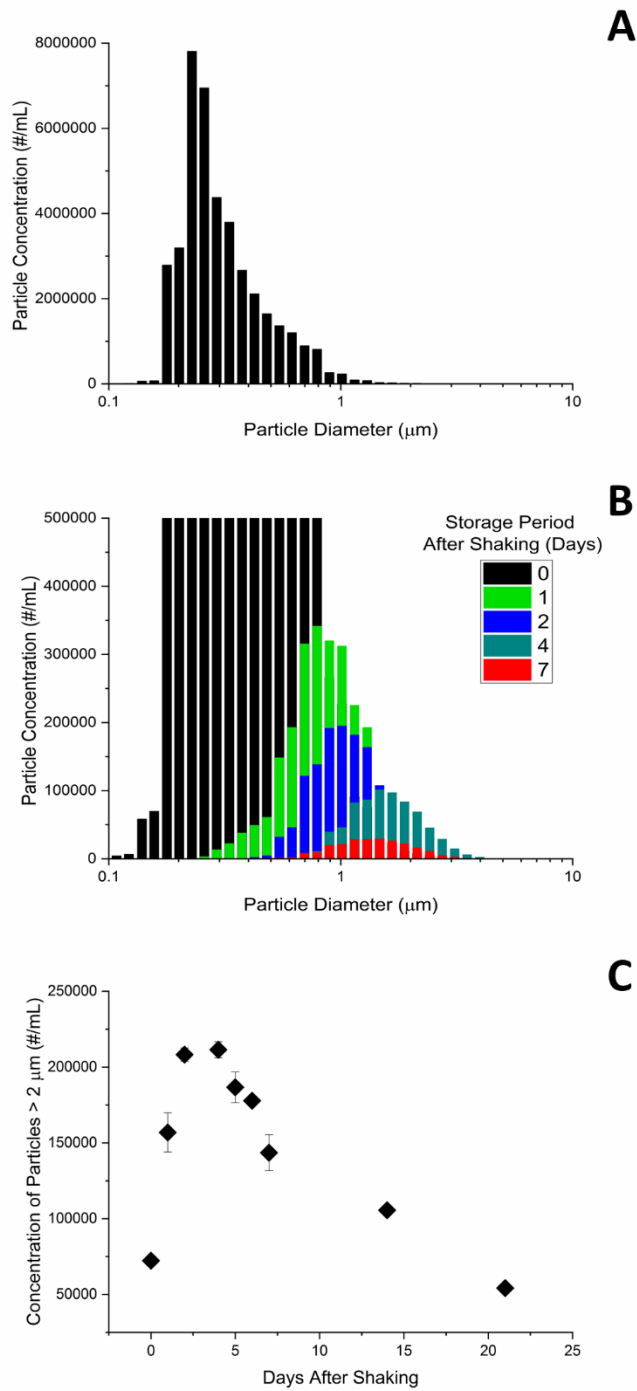 A
8000000
6000000
4000000
2000000
0
Particle Concentration (#/mL)
0.1 1 10
Particle Diameter (μm)
B
500000
400000
300000
200000
100000
0
Particle Concentration (#/mL)
Storage Period
After Shaking (Days)
0
1
2
4
7
0.1 1 10
Particle Diameter (μm)
C
250000
200000
150000
100000
50000
Concentration of Particles > 2 μm (#/mL)
0 5 10 15 20 25
Days After Shaking